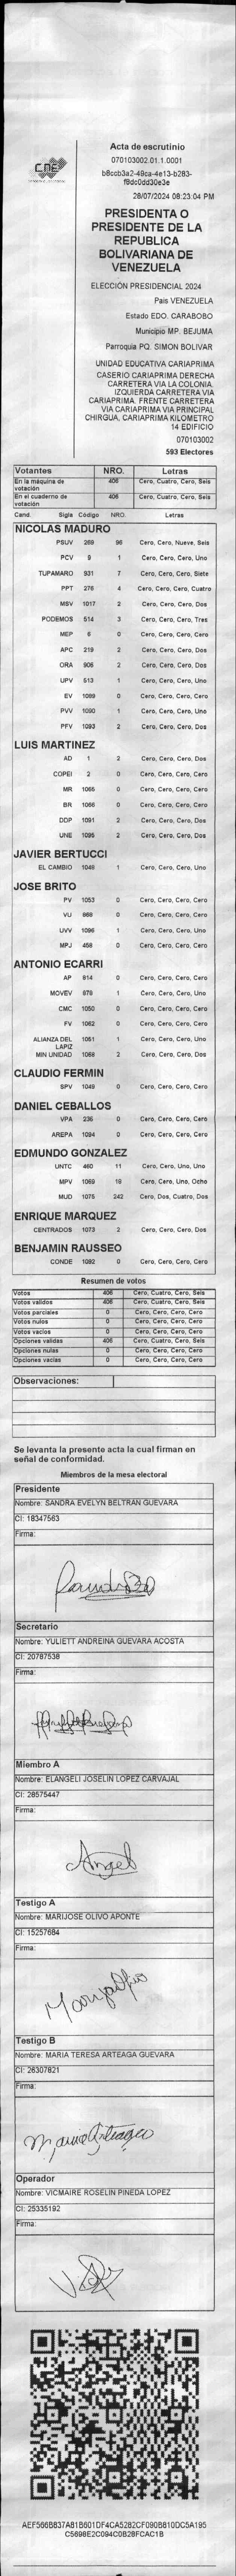 CNE
Acta de escrutinio
070103002.01.1.0001
b8ccb3a2-49ca-4e13-b283-
f8dc0dd30e3e
28/07/2024 08:23:04 PM
PRESIDENTA O
PRESIDENTE DE LA
REPUBLICA
BOLIVARIANA DE
VENEZUELA
ELECCIÓN PRESIDENCIAL 2024
País VENEZUELA
Estado EDO. CARABOBO
Municipio MP. BEJUMA
Parroquia PQ. SIMON BOLIVAR
UNIDAD EDUCATIVA CARIAPRIMA
CASERIO CARIAPRIMA DERECHA
CARRETERA VIA LA COLONIA.
IZQUIERDA CARRETERA VIA
CARIAPRIMA. FRENTE CARRETERA
VIA CARIAPRIMA VIA PRINCIPAL
CHIRGUA, CARIAPRIMA KILOMETRO
14 EDIFICIO
070103002
593 Electores
Votantes NRO. Letras
En la máquina de votación 406 Cero, Cuatro, Cero, Seis
En el cuaderno de votación 406 Cero, Cuatro, Cero, Seis
Cand. Sigla Código NRO. Letras
NICOLAS MADURO
PSUV 269 96 Cero, Cero, Nueve, Seis
PCV 9 1 Cero, Cero, Cero, Uno
TUPAMARO 931 7 Cero, Cero, Cero, Siete
PPT 276 4 Cero, Cero, Cero, Cuatro
MSV 1017 2 Cero, Cero, Cero, Dos
PODEMOS 514 3 Cero, Cero, Cero, Tres
MEP 6 0 Cero, Cero, Cero, Cero
APC 219 2 Cero, Cero, Cero, Dos
ORA 906 2 Cero, Cero, Cero, Dos
UPV 513 1 Cero, Cero, Cero, Uno
EV 1099 0 Cero, Cero, Cero, Cero
PVV 1090 1 Cero, Cero, Cero, Uno
PFV 1093 2 Cero, Cero, Cero, Dos
LUIS MARTINEZ
AD 1 2 Cero, Cero, Cero, Dos
COPEI 2 0 Cero, Cero, Cero, Cero
MR 1065 0 Cero, Cero, Cero, Cero
BR 1066 0 Cero, Cero, Cero, Cero
DDP 1091 2 Cero, Cero, Cero, Dos
UNE 1095 2 Cero, Cero, Cero, Dos
JAVIER BERTUCCI
EL CAMBIO 1048 1 Cero, Cero, Cero, Uno
JOSE BRITO
PV 1053 0 Cero, Cero, Cero, Cero
VU 868 0 Cero, Cero, Cero, Cero
UVV 1096 1 Cero, Cero, Cero, Uno
MPJ 458 0 Cero, Cero, Cero, Cero
ANTONIO ECARRI
AP 814 0 Cero, Cero, Cero, Cero
MOVEV 979 1 Cero, Cero, Cero, Uno
CMC 1050 0 Cero, Cero, Cero, Cero
FV 1062 0 Cero, Cero, Cero, Cero
ALIANZA DEL LAPIZ 1061 1 Cero, Cero, Cero, Uno
MIN UNIDAD 1068 2 Cero, Cero, Cero, Dos
CLAUDIO FERMIN
SPV 1049 0 Cero, Cero, Cero, Cero
DANIEL CEBALLOS
VPA 236 0 Cero, Cero, Cero, Cero
AREPA 1094 0 Cero, Cero, Cero, Cero
EDMUNDO GONZALEZ
UNTC 460 11 Cero, Cero, Uno, Uno
MPV 1069 18 Cero, Cero, Uno, Ocho
MUD 1075 242 Cero, Dos, Cuatro, Dos
ENRIQUE MARQUEZ
CENTRADOS 1073 2 Cero, Cero, Cero, Dos
BENJAMIN RAUSSEO
CONDE 1092 0 Cero, Cero, Cero, Cero
Resumen de votos
Votos 406 Cero, Cuatro, Cero, Seis
Votos validos 406 Cero, Cuatro, Cero, Seis
Votos parciales 0 Cero, Cero, Cero, Cero
Votos nulos 0 Cero, Cero, Cero, Cero
Votos vacíos 0 Cero, Cero, Cero, Cero
Opciones validas 406 Cero, Cuatro, Cero, Seis
Opciones nulas 0 Cero, Cero, Cero, Cero
Opciones vacías 0 Cero, Cero, Cero, Cero
Observaciones:
Se levanta la presente acta la cual firman en
señal de conformidad.
Miembros de la mesa electoral
Presidente
Nombre: SANDRA EVELYN BELTRAN GUEVARA
CI: 18347563
Firma:
Secretario
Nombre: YULIETT ANDREINA GUEVARA ACOSTA
CI: 20787538
Firma:
Miembro A
Nombre: ELANGELI JOSELIN LOPEZ CARVAJAL
CI: 28575447
Firma:
Angel
Testigo A
Nombre: MARIJOSE OLIVO APONTE
CI: 15257684
Firma:
Testigo B
Nombre: MARIA TERESA ARTEAGA GUEVARA
CI: 26307821
Firma:
Maria Arteaga
Operador
Nombre: VICMAIRE ROSELIN PINEDA LOPEZ
CI: 25335192
Firma:
AEF566B837A81B601DF4CA5282CF090B810DC5A195
C5698E2C094C0B28FCAC1B